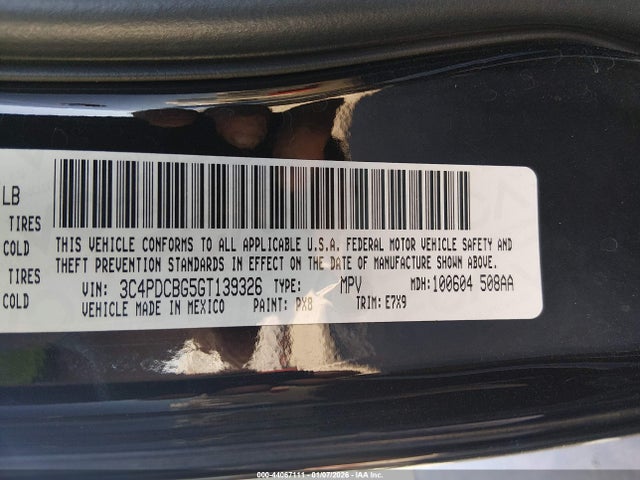 LB
TIRES
COLD
TIRES
COLD
THIS VEHICLE CONFORMS TO ALL APPLICABLE U.S.A. FEDERAL MOTOR VEHICLE SAFETY AND
THEFT PREVENTION STANDARDS IN EFFECT ON THE DATE OF MANUFACTURE SHOWN ABOVE.
VIN: 3C4PDCBG5GT139326 TYPE: MPV MDH: 100604 508AA
VEHICLE MADE IN MEXICO PAINT: PX8 TRIM: E7X9
000-44067111 - 01/07/2026 - IAA Inc.